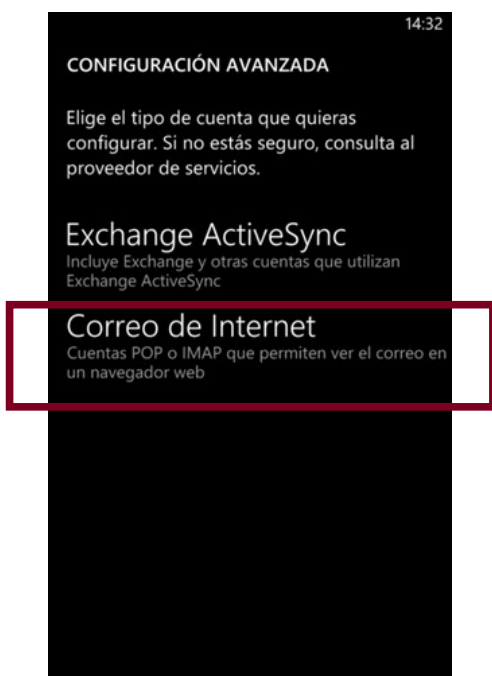 14:32
CONFIGURACIÓN AVANZADA
Elige el tipo de cuenta que quieras
configurar. Si no estás seguro, consulta al
proveedor de servicios.
Exchange ActiveSync
Incluye Exchange y otras cuentas que utilizan
Exchange ActiveSync
Correo de Internet
Cuentas POP o IMAP que permiten ver el correo en
un navegador web